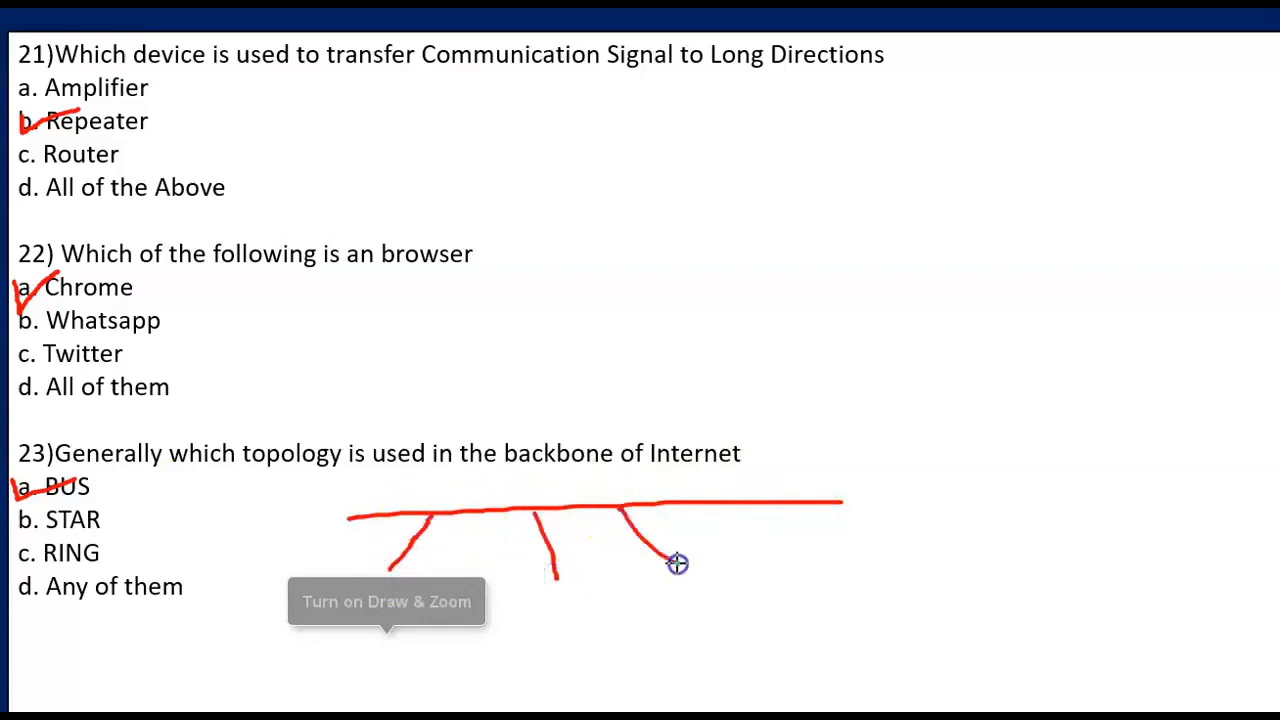 21)Which device is used to transfer Communication Signal to Long Directions
a. Amplifier
b. Repeater
c. Router
d. All of the Above
22) Which of the following is an browser
a. Chrome
b. Whatsapp
c. Twitter
d. All of them
23)Generally which topology is used in the backbone of Internet
a. BUS
b. STAR
c. RING
d. Any of them
Turn on Draw & Zoom